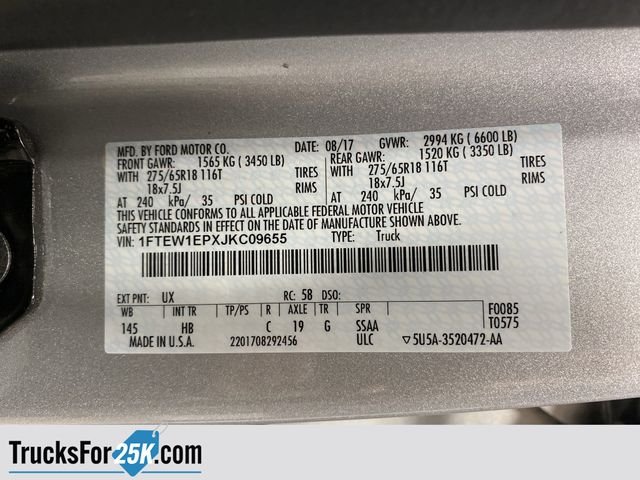 MFD. BY FORD MOTOR CO. DATE: 08/17 GVWR: 2994 KG (6600 LB)
FRONT GAWR: 1565 KG (3450 LB) REAR GAWR: 1520 KG (3350 LB)
WITH 275/65R18 116T TIRES WITH 275/65R18 116T TIRES
18x7.5J RIMS 18x7.5J RIMS
AT 240 kPa/ 35 PSI COLD AT 240 kPa/ 35 PSI COLD
THIS VEHICLE CONFORMS TO ALL APPLICABLE FEDERAL MOTOR VEHICLE
SAFETY STANDARDS IN EFFECT ON THE DATE OF MANUFACTURE SHOWN ABOVE.
VIN: 1FTEW1EPXJKC09655 TYPE: Truck
EXT PNT: UX RC: 58 DSO:
WB INT TR TP/PS R AXLE TR SPR F0085
145 HB C 19 G SSAA T0575
MADE IN U.S.A. 2201708292456 ULC ▽5U5A-3520472-AA
TrucksFor25K.com